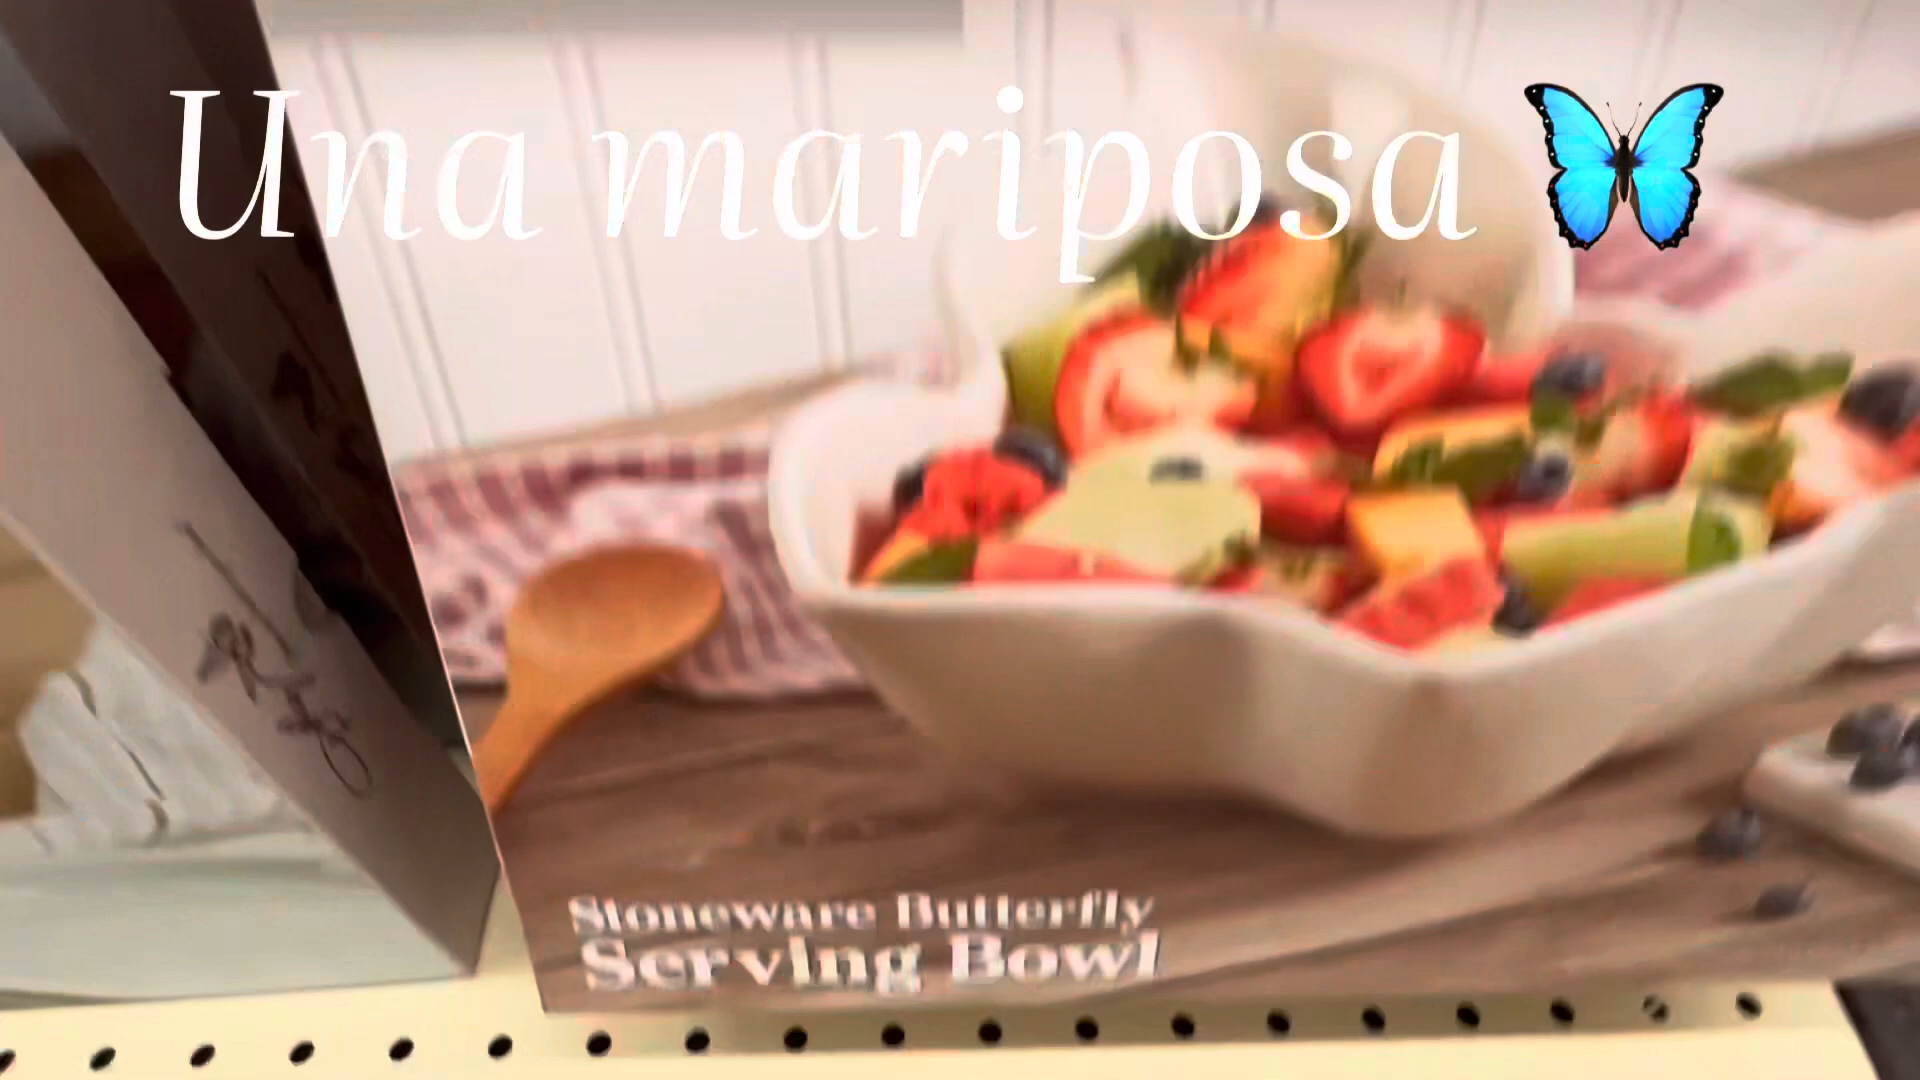 Una mariposa 🦋
Stoneware Butterfly
Serving Bowl